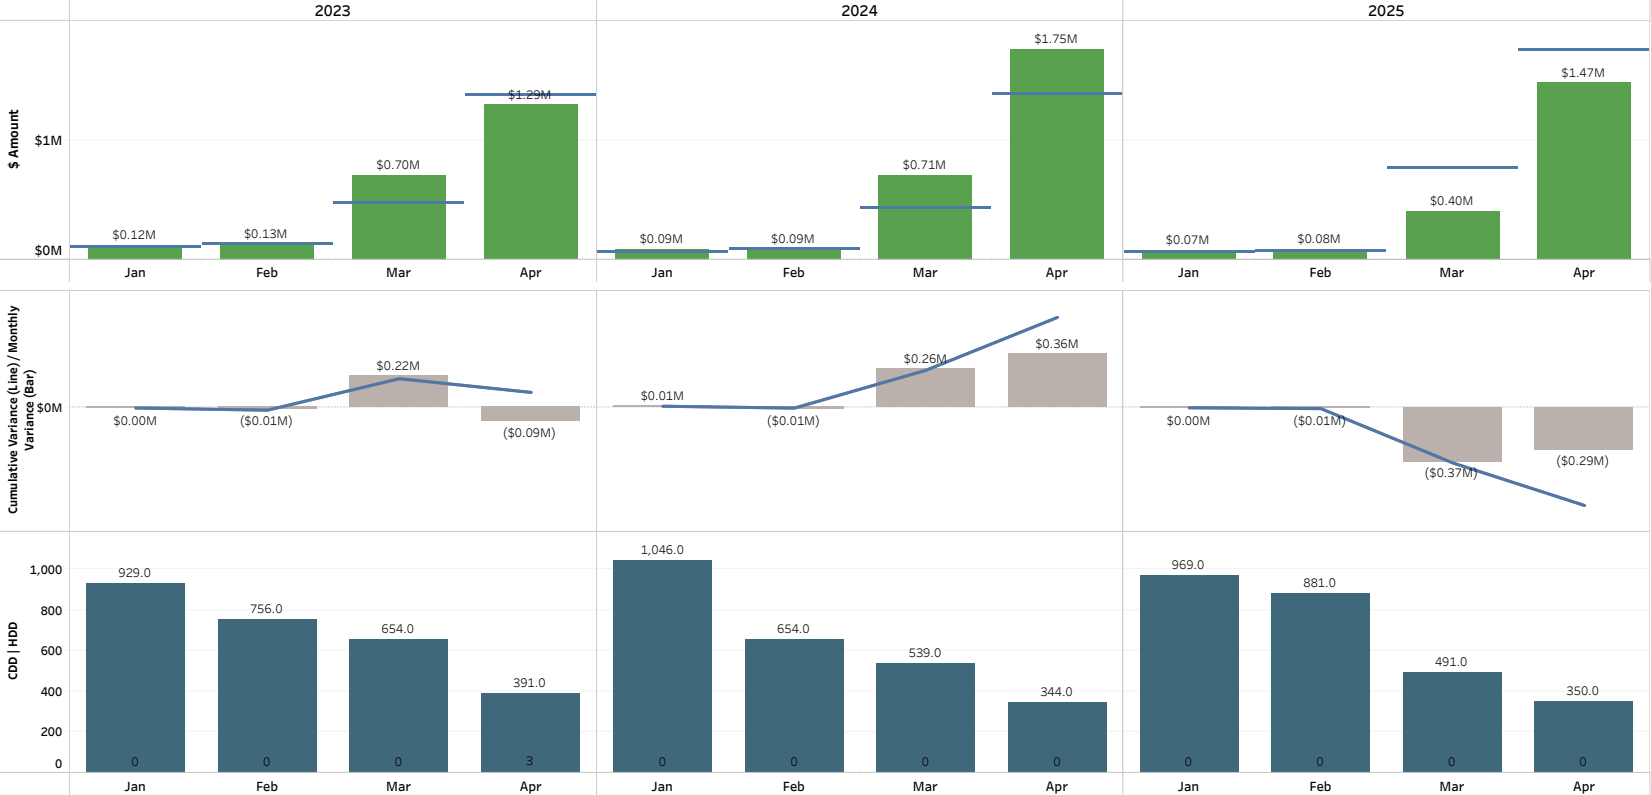 2023
2024
2025
$ Amount
$1M
$0M
$0.12M
$0.13M
$0.70M
$1.29M
$0.09M
$0.09M
$0.71M
$1.75M
$0.07M
$0.08M
$0.40M
$1.47M
Jan
Feb
Mar
Apr
Jan
Feb
Mar
Apr
Jan
Feb
Mar
Apr
Cumulative Variance (Line) / Monthly
Variance (Bar)
$0M
$0.00M
($0.01M)
$0.22M
($0.09M)
$0.01M
($0.01M)
$0.26M
$0.36M
$0.00M
($0.01M)
($0.37M)
($0.29M)
CDD | HDD
1,000
800
600
400
200
0
929.0
756.0
654.0
391.0
1,046.0
654.0
539.0
344.0
969.0
881.0
491.0
350.0
0
0
0
3
0
0
0
0
0
0
0
0
Jan
Feb
Mar
Apr
Jan
Feb
Mar
Apr
Jan
Feb
Mar
Apr